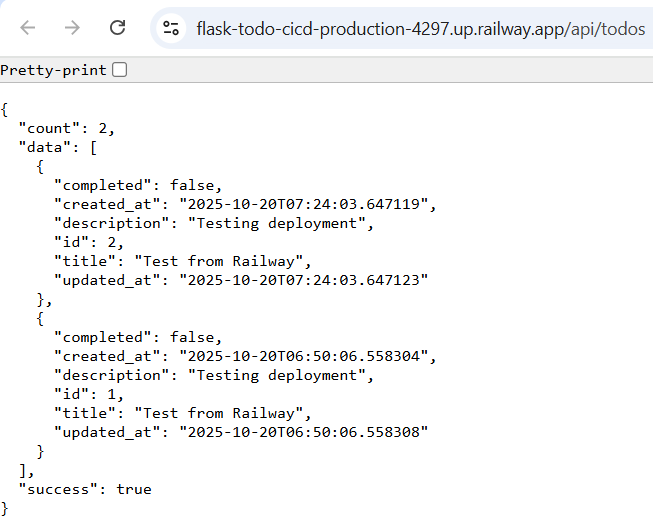 flask-todo-cicd-production-4297.up.railway.app/api/todos
Pretty-print
{
  "count": 2,
  "data": [
    {
      "completed": false,
      "created_at": "2025-10-20T07:24:03.647119",
      "description": "Testing deployment",
      "id": 2,
      "title": "Test from Railway",
      "updated_at": "2025-10-20T07:24:03.647123"
    },
    {
      "completed": false,
      "created_at": "2025-10-20T06:50:06.558304",
      "description": "Testing deployment",
      "id": 1,
      "title": "Test from Railway",
      "updated_at": "2025-10-20T06:50:06.558308"
    }
  ],
  "success": true
}